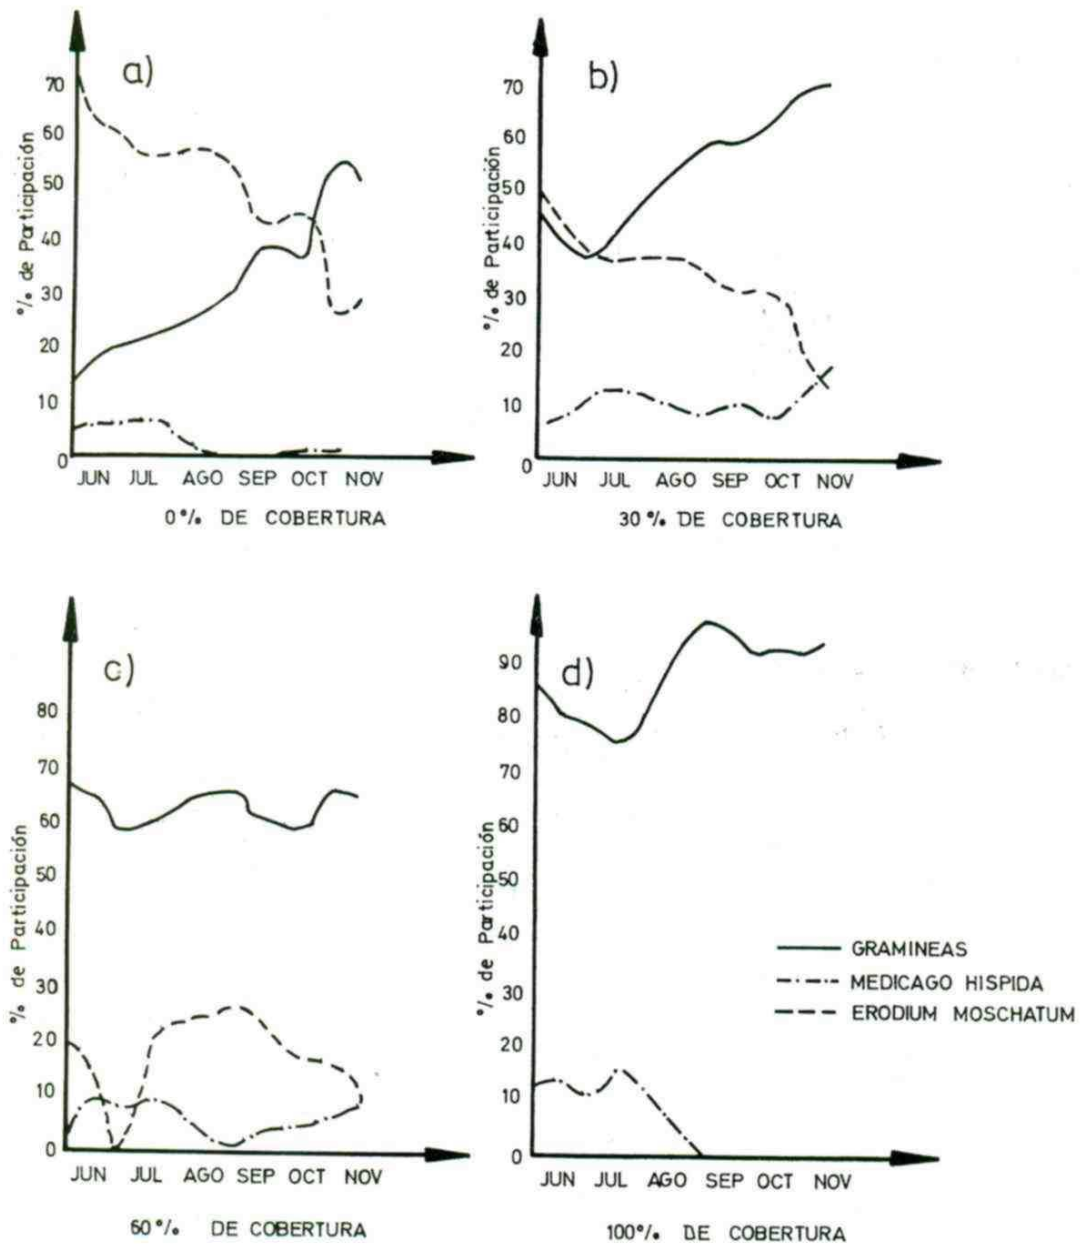 a)
% de Participación
70
60
50
40
30
20
10
0
JUN JUL AGO SEP OCT NOV
0% DE COBERTURA
b)
% de Participación
70
60
50
40
30
20
10
0
JUN JUL AGO SEP OCT NOV
30% DE COBERTURA
c)
% de Participación
80
70
60
50
40
30
20
10
0
JUN JUL AGO SEP OCT NOV
60% DE COBERTURA
d)
% de Participación
90
80
70
60
50
40
30
20
10
0
JUN JUL AGO SEP OCT NOV
100% DE COBERTURA
GRAMINEAS
MEDICAGO HISPIDA
ERODIUM MOSCHATUM